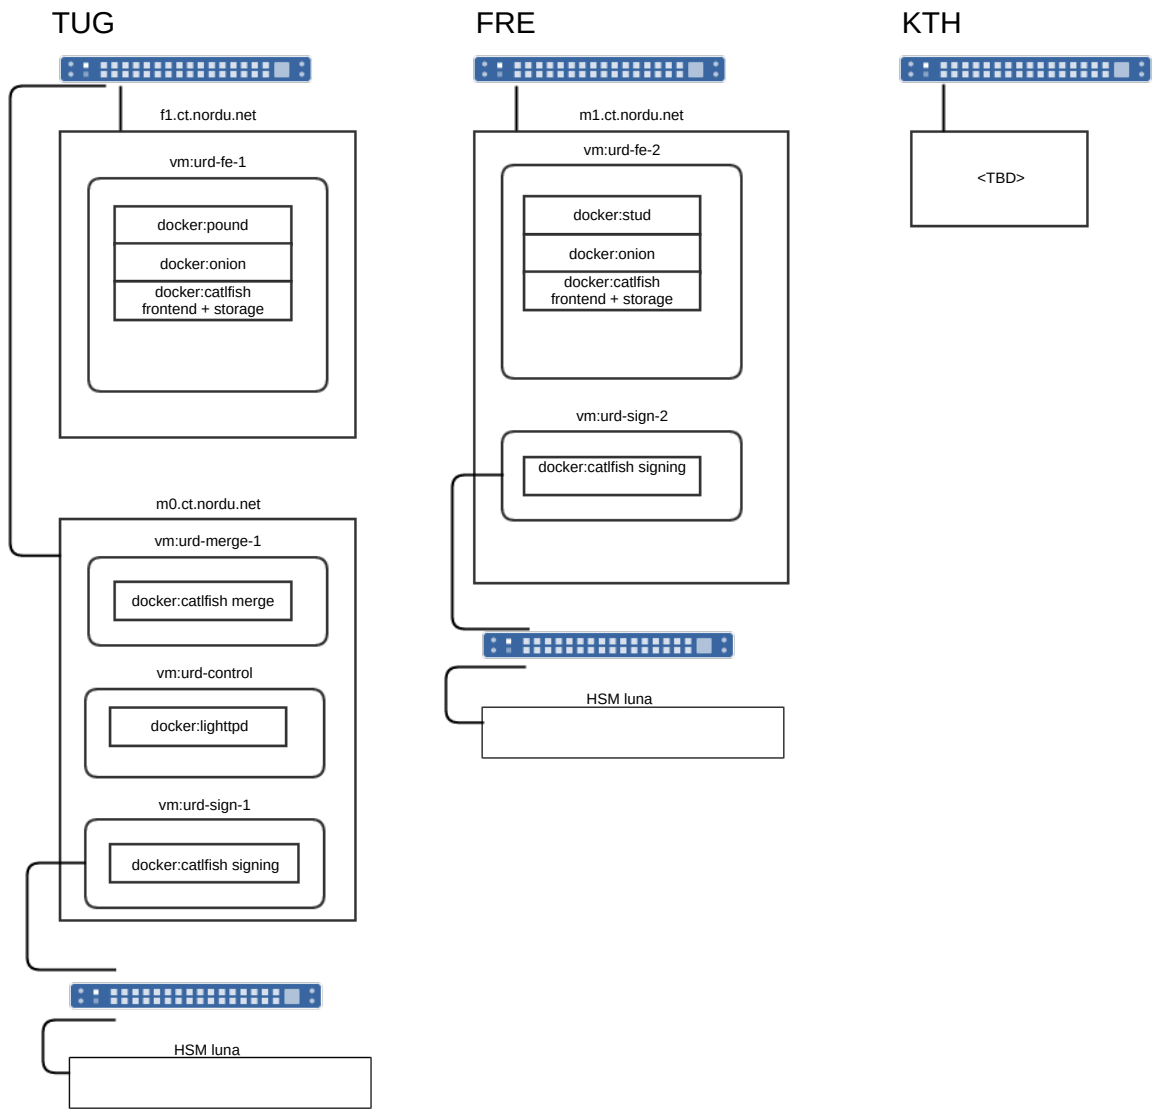 TUG
f1.ct.nordu.net
vm:urd-fe-1
docker:pound
docker:onion
docker:catlfish
frontend + storage
m0.ct.nordu.net
vm:urd-merge-1
docker:catlfish merge
vm:urd-control
docker:lighttpd
vm:urd-sign-1
docker:catlfish signing
HSM luna
FRE
m1.ct.nordu.net
vm:urd-fe-2
docker:stud
docker:onion
docker:catlfish
frontend + storage
vm:urd-sign-2
docker:catlfish signing
HSM luna
KTH
<TBD>